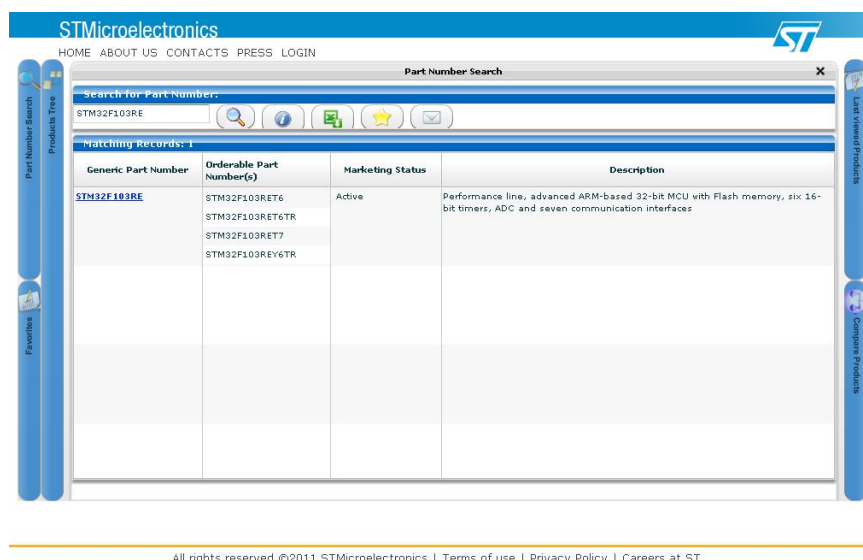 STMicroelectronics
HOME ABOUT US CONTACTS PRESS LOGIN
ST
Part Number Search
Products Tree
Favorites
Part Number Search
Search for Part Number:
STM32F103RE
Matching Records: 1
Generic Part Number
Orderable Part
Number(s)
Marketing Status
Description
STM32F103RE
STM32F103RET6
STM32F103RET6TR
STM32F103RET7
STM32F103REY6TR
Active
Performance line, advanced ARM-based 32-bit MCU with Flash memory, six 16-
bit timers, ADC and seven communication interfaces
Last viewed Products
Compare Products
All rights reserved ©2011 STMicroelectronics | Terms of use | Privacy Policy | Careers at ST